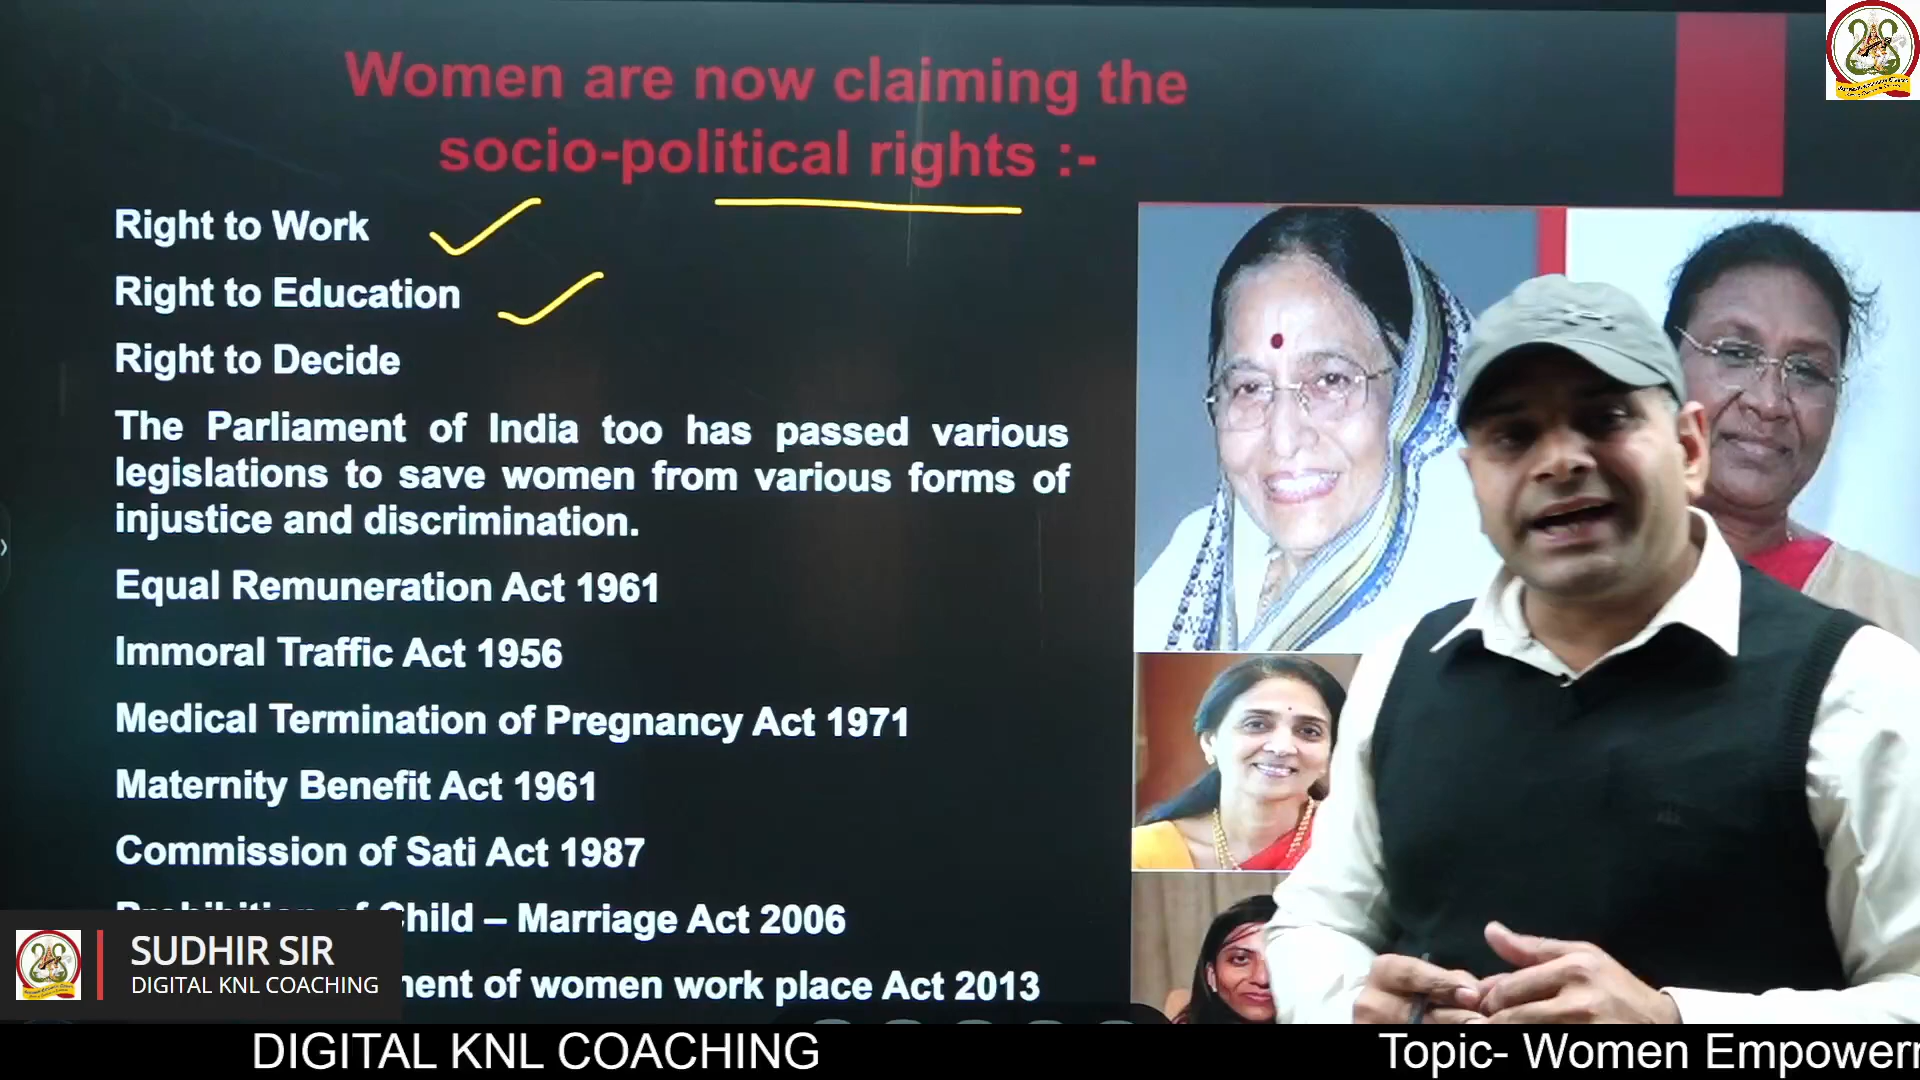 Women are now claiming the
socio-political rights :-
Right to Work
Right to Education
Right to Decide
The Parliament of India too has passed various
legislations to save women from various forms of
injustice and discrimination.
Equal Remuneration Act 1961
Immoral Traffic Act 1956
Medical Termination of Pregnancy Act 1971
Maternity Benefit Act 1961
Commission of Sati Act 1987
Prohibition of Child – Marriage Act 2006
of women work place Act 2013
SUDHIR SIR
DIGITAL KNL COACHING
DIGITAL KNL COACHING
Topic- Women